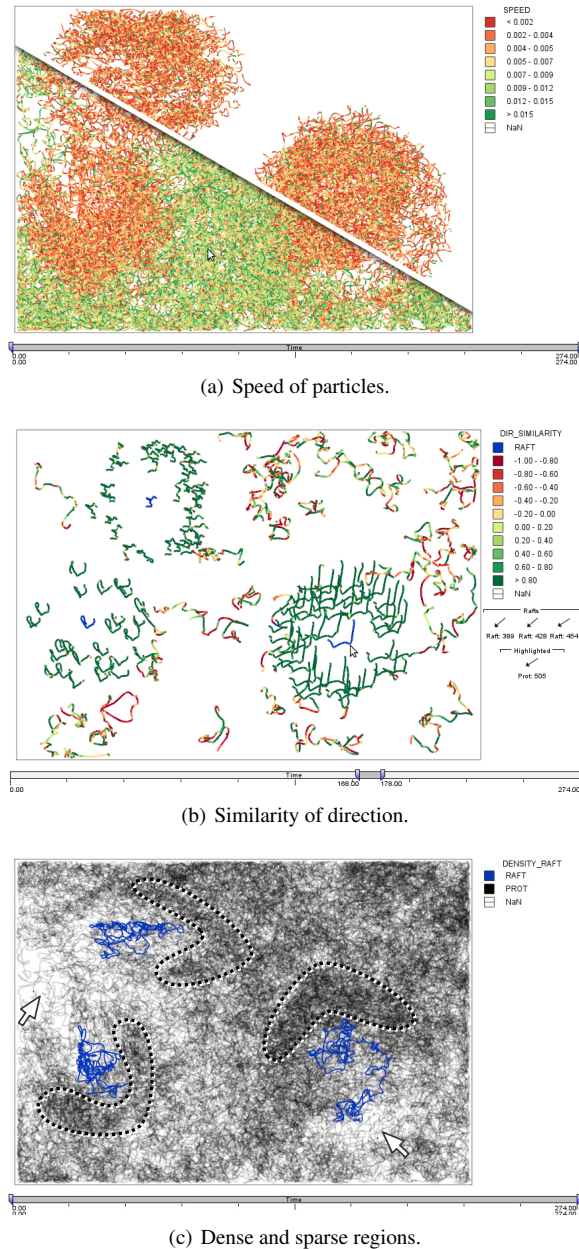 SPEED
< 0.002
0.002 - 0.004
0.004 - 0.005
0.005 - 0.007
0.007 - 0.009
0.009 - 0.012
0.012 - 0.015
> 0.015
NaN
Time
0.00 274.00
0.00 274.00
(a) Speed of particles.
DIR_SIMILARITY
RAFT
-1.00 - -0.80
-0.80 - -0.60
-0.60 - -0.40
-0.40 - -0.20
-0.20 - 0.00
0.00 - 0.20
0.20 - 0.40
0.40 - 0.60
0.60 - 0.80
> 0.80
NaN
Rafts
Raft: 389 Raft: 428 Raft: 454
Highlighted
Prot: 505
Time
0.00 168.00 178.00 274.00
(b) Similarity of direction.
DENSITY_RAFT
RAFT
PROT
NaN
Time
0.00 274.00
0.00 274.00
(c) Dense and sparse regions.